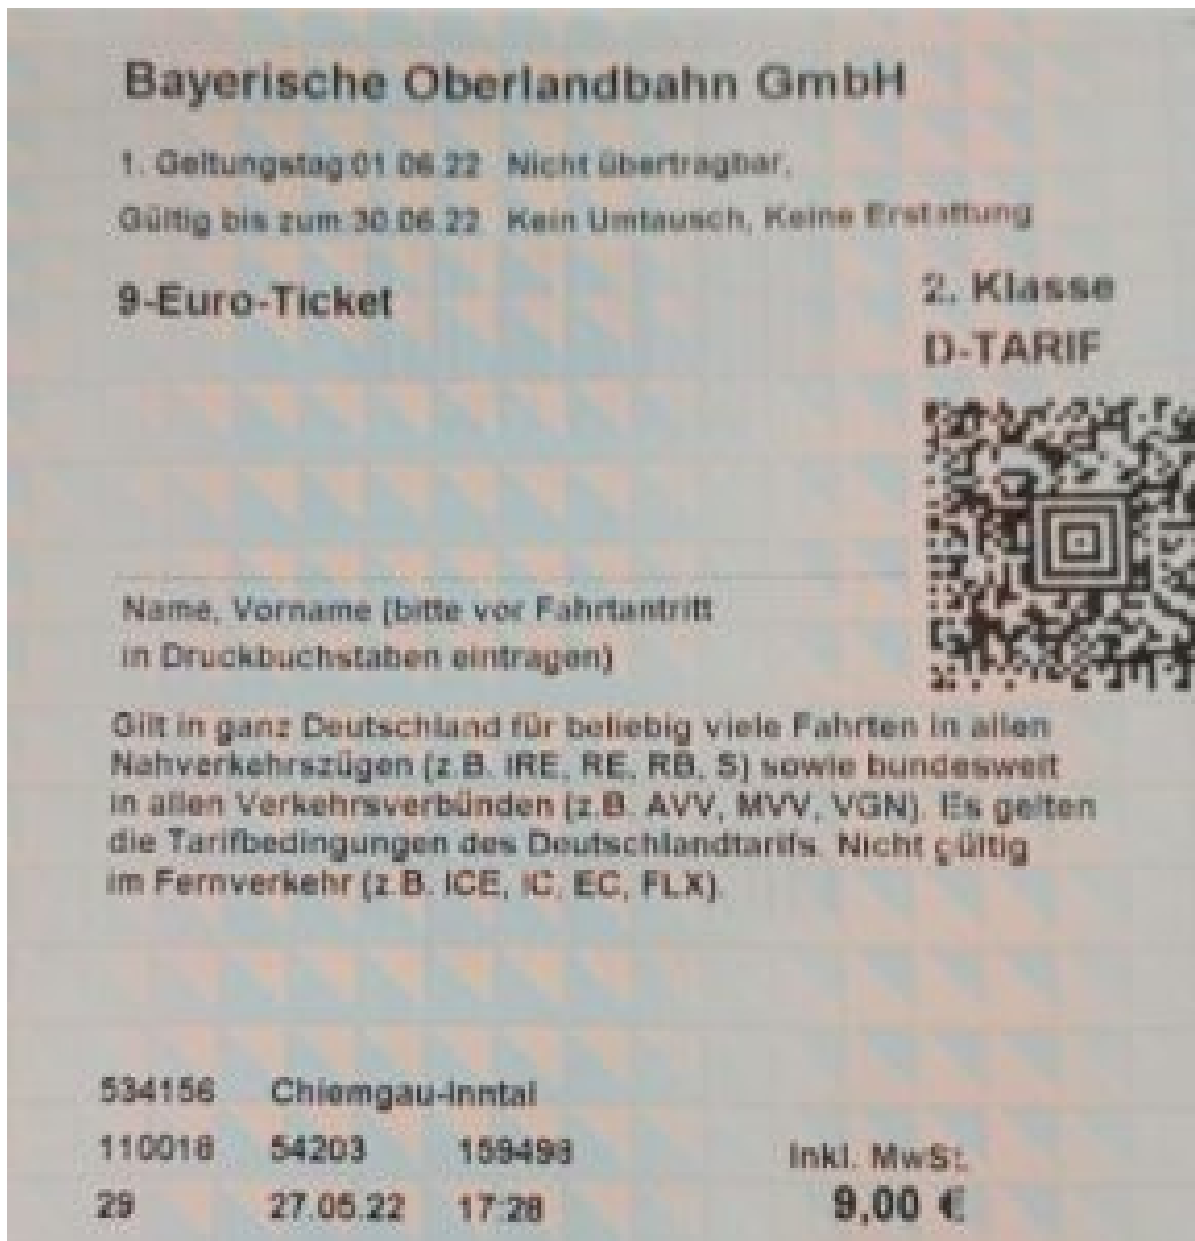 Bayerische Oberlandbahn GmbH
1. Geltungstag 01.06.22 Nicht übertragbar,
Gültig bis zum 30.06.22 Kein Umtausch, Keine Erstattung
9-Euro-Ticket
2. Klasse
D-TARIF
Name, Vorname (bitte vor Fahrtantritt
in Druckbuchstaben eintragen)
Gilt in ganz Deutschland für beliebig viele Fahrten in allen
Nahverkehrszügen (z.B. IRE, RE, RB, S) sowie bundesweit
in allen Verkehrsverbünden (z.B. AVV, MVV, VGN). Es gelten
die Tarifbedingungen des Deutschlandtarifs. Nicht gültig
im Fernverkehr (z.B. ICE, IC, EC, FLX).
534156 Chiemgau-Inntal
110018 54203 159498
Inkl. MwSt.
29 27.05.22 17:28 9,00 €